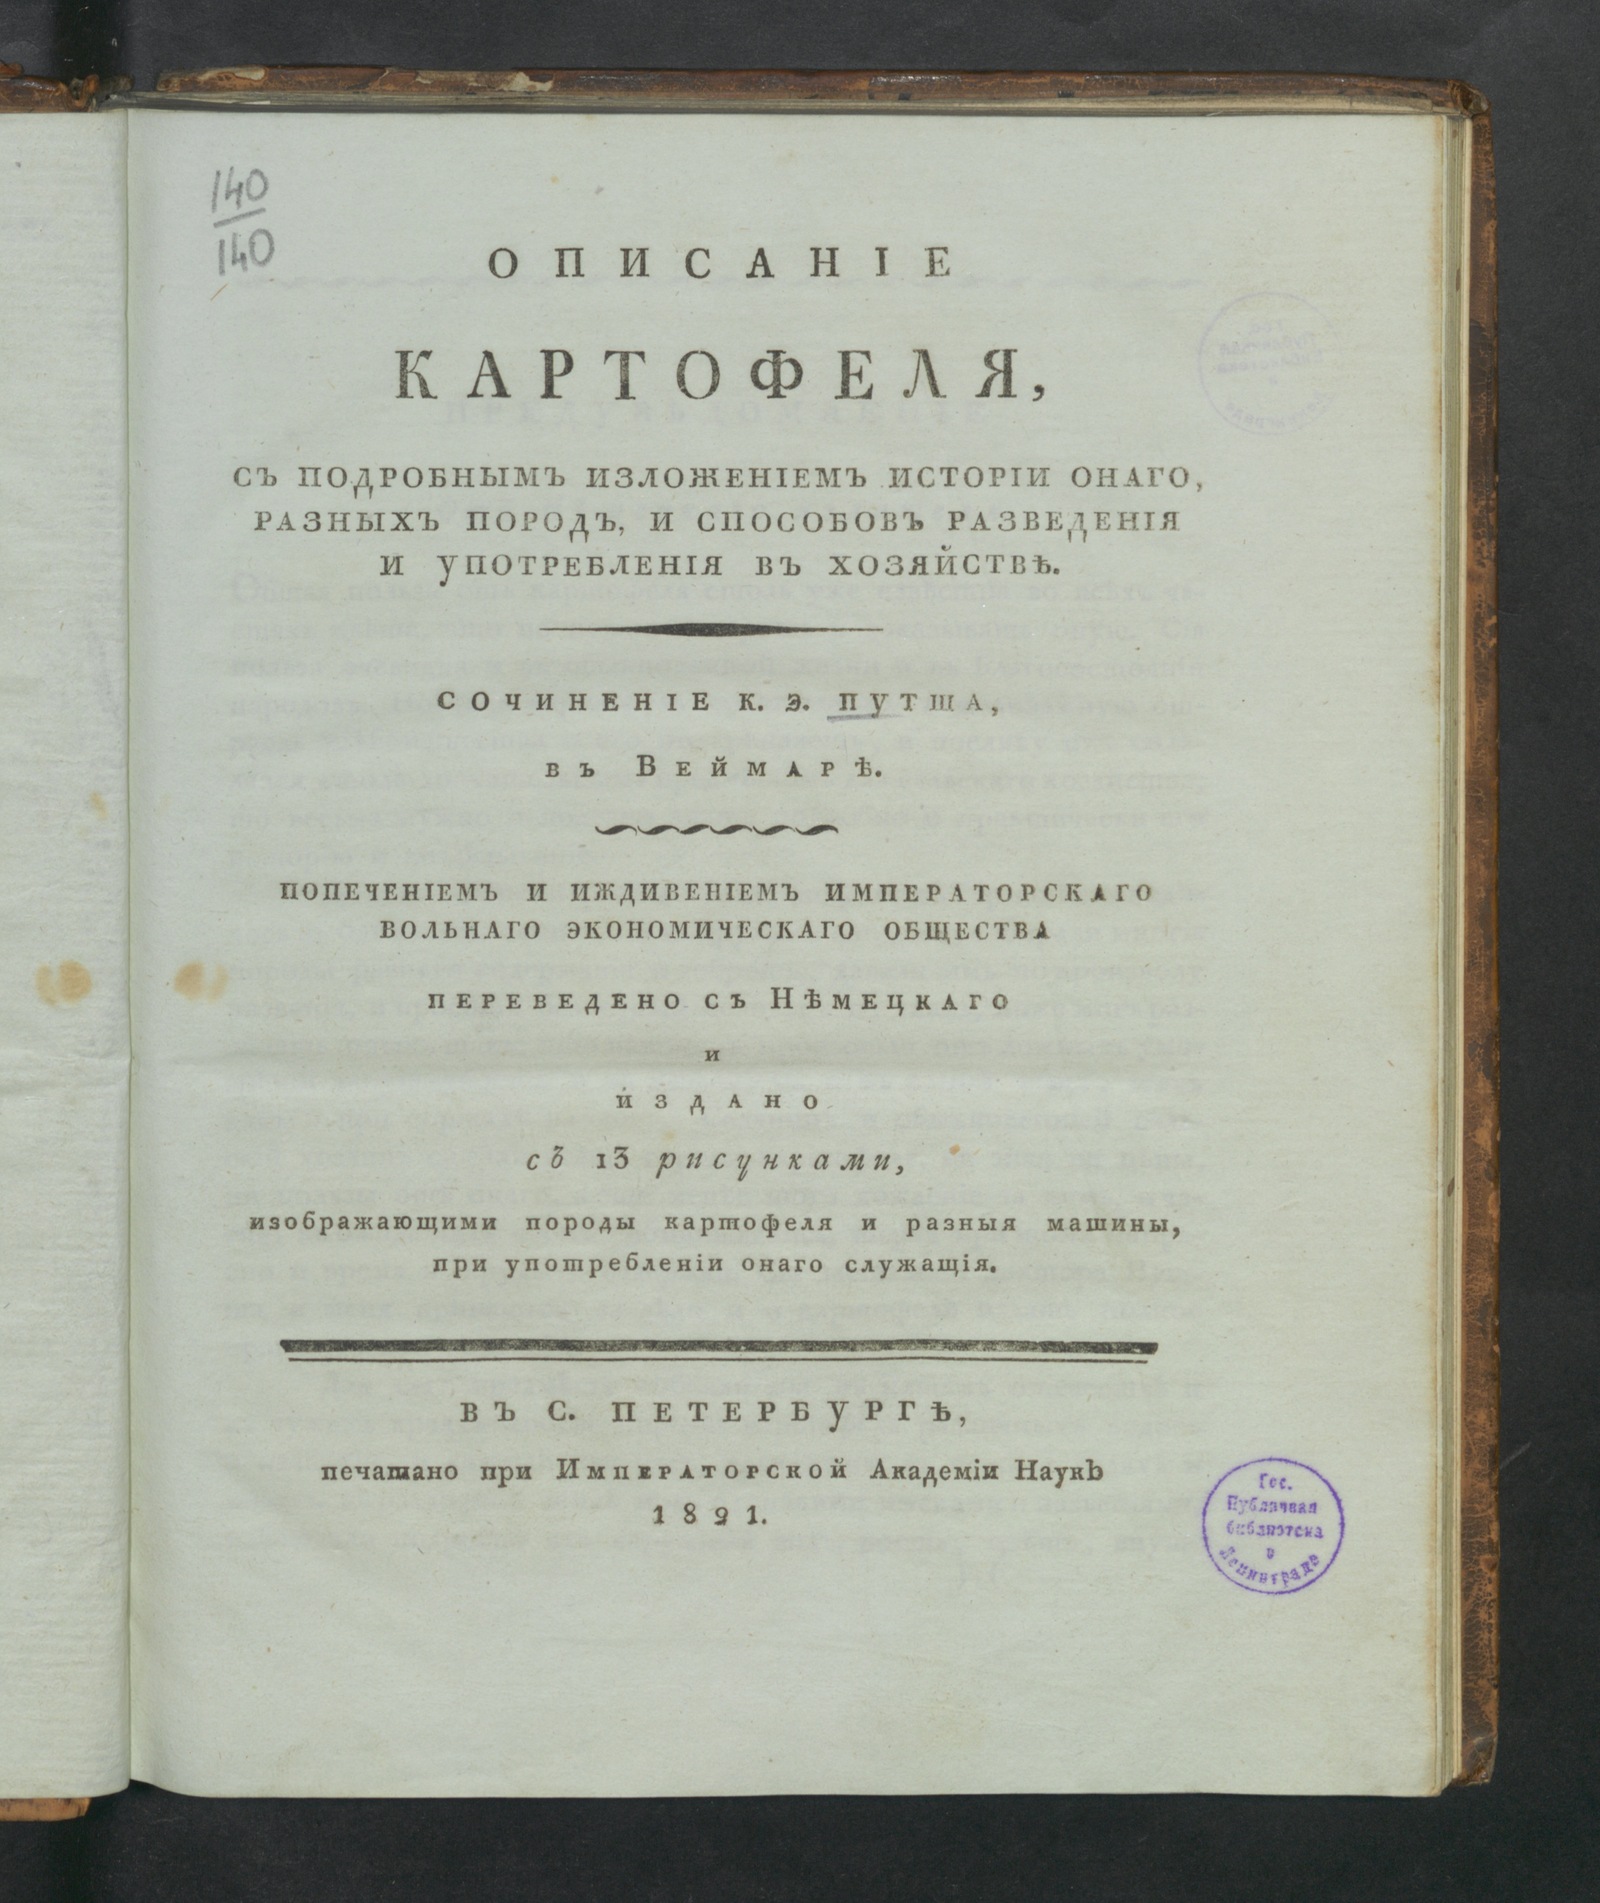 140
140
ОПИСАНІЕ
КАРТОФЕЛЯ,
СЪ ПОДРОБНЫМЪ ИЗЛОЖЕНІЕМЪ ИСТОРІИ ОНАГО,
РАЗНЫХЪ ПОРОДЪ, И СПОСОБОВЪ РАЗВЕДЕНІЯ
И УПОТРЕБЛЕНІЯ ВЪ ХОЗЯЙСТВѢ.
СОЧИНЕНІЕ К. Э. ПУТША,
ВЪ ВЕЙМАРѢ.
ПОПЕЧЕНІЕМЪ И ИЖДИВЕНІЕМЪ ИМПЕРАТОРСКАГО
ВОЛЬНАГО ЭКОНОМИЧЕСКАГО ОБЩЕСТВА
ПЕРЕВЕДЕНО СЪ НѢМЕЦКАГО
И
ИЗДАНО
съ 13 рисунками,
изображающими породы картофеля и разныя машины,
при употребленіи онаго служащія.
ВЪ С. ПЕТЕРБУРГѢ,
печатано при ИМПЕРАТОРСКОЙ Академіи Наукъ
1821.
Гос.
Публичная
библиотека
в
Ленинграде